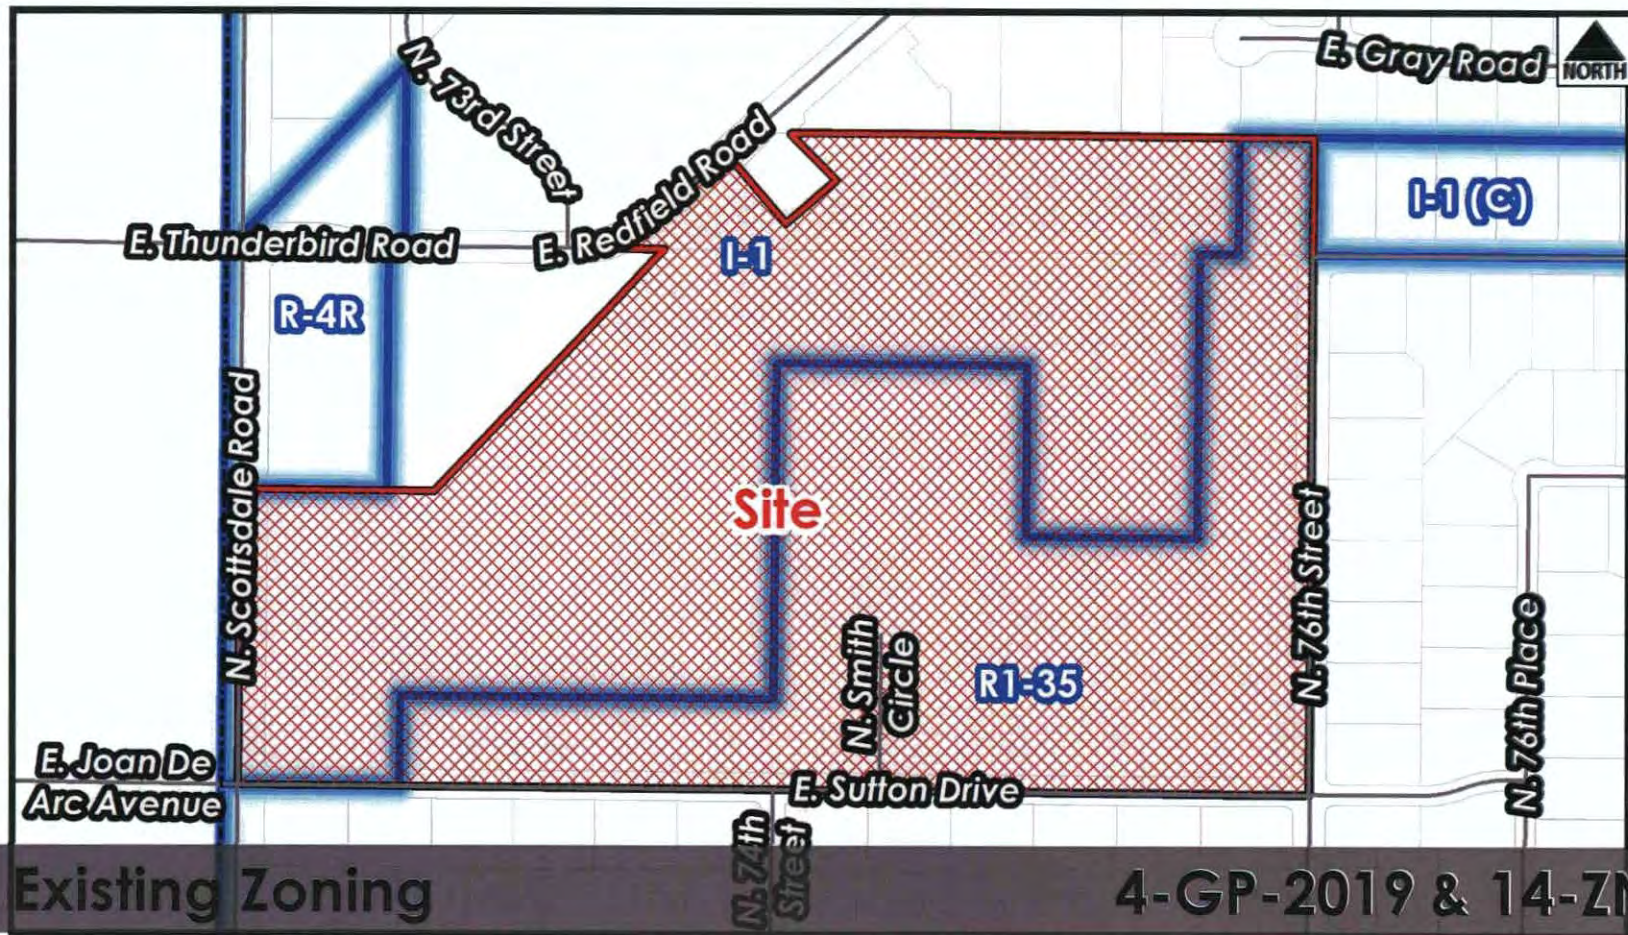 E. Gray Road
NORTH
N. 73rd Street
E. Redfield Road
I-1 (C)
E. Thunderbird Road
I-1
R-4R
N. Scottsdale Road
Site
N. 76th Street
N. Smith
Circle
R1-35
N. 76th Place
E. Joan De
Arc Avenue
E. Sutton Drive
N. 74th
Street
Existing Zoning
4-GP-2019 & 14-ZN